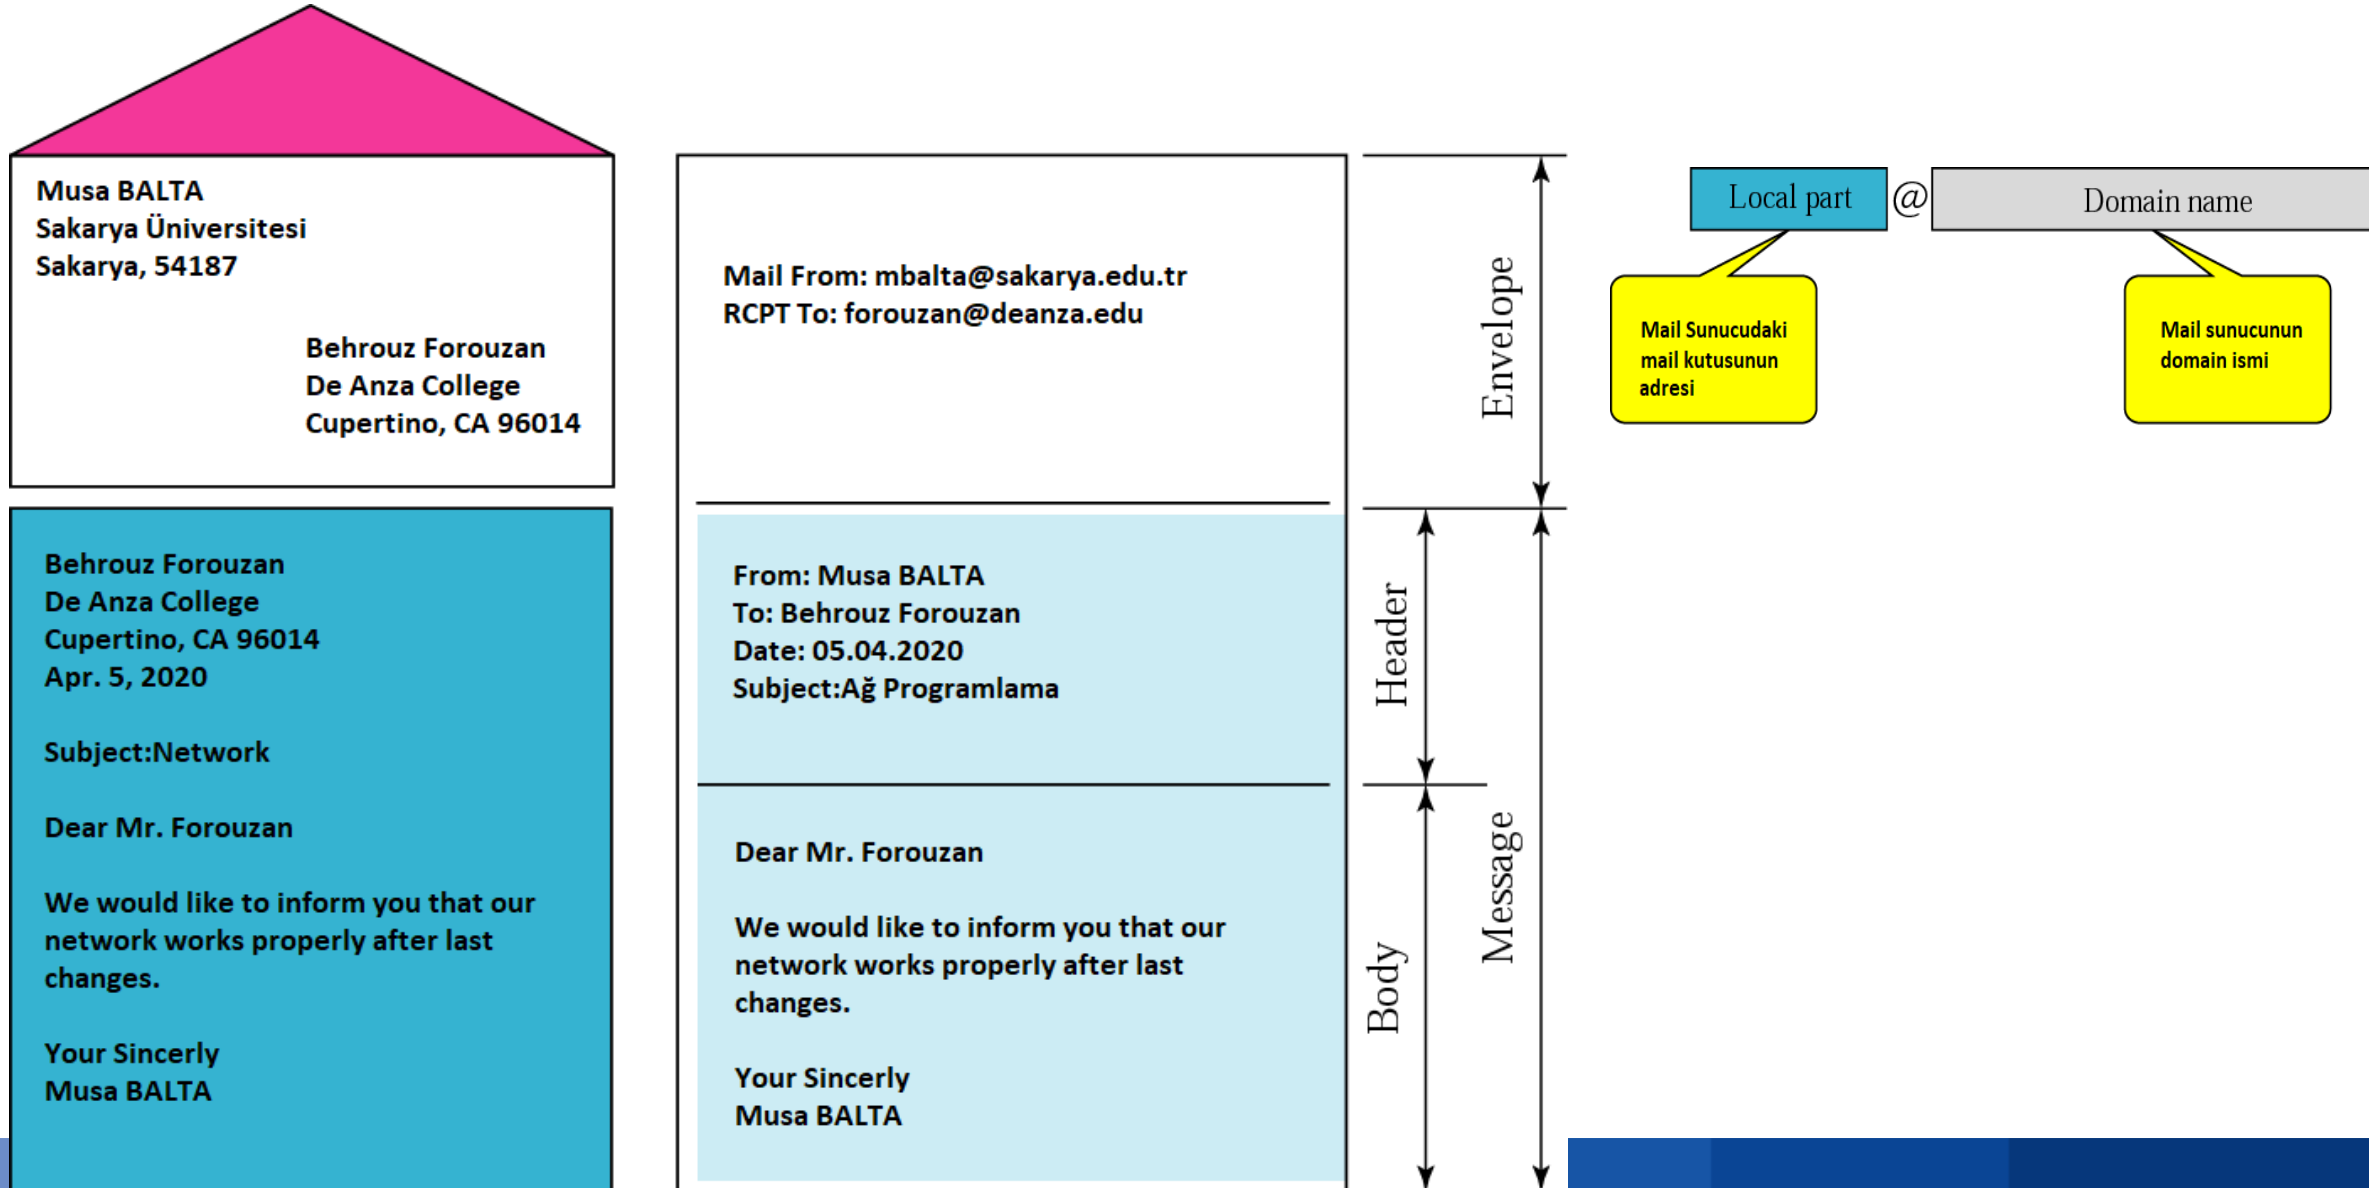 Musa BALTA
Sakarya Üniversitesi
Sakarya, 54187
Behrouz Forouzan
De Anza College
Cupertino, CA 96014
Behrouz Forouzan
De Anza College
Cupertino, CA 96014
Apr. 5, 2020
Subject:Network
Dear Mr. Forouzan
We would like to inform you that our
network works properly after last
changes.
Your Sincerly
Musa BALTA
Mail From: mbalta@sakarya.edu.tr
RCPT To: forouzan@deanza.edu
From: Musa BALTA
To: Behrouz Forouzan
Date: 05.04.2020
Subject:Ağ Programlama
Dear Mr. Forouzan
We would like to inform you that our
network works properly after last
changes.
Your Sincerly
Musa BALTA
Envelope
Header
Body
Message
Local part @ Domain name
Mail Sunucudaki
mail kutusunun
adresi
Mail sunucunun
domain ismi